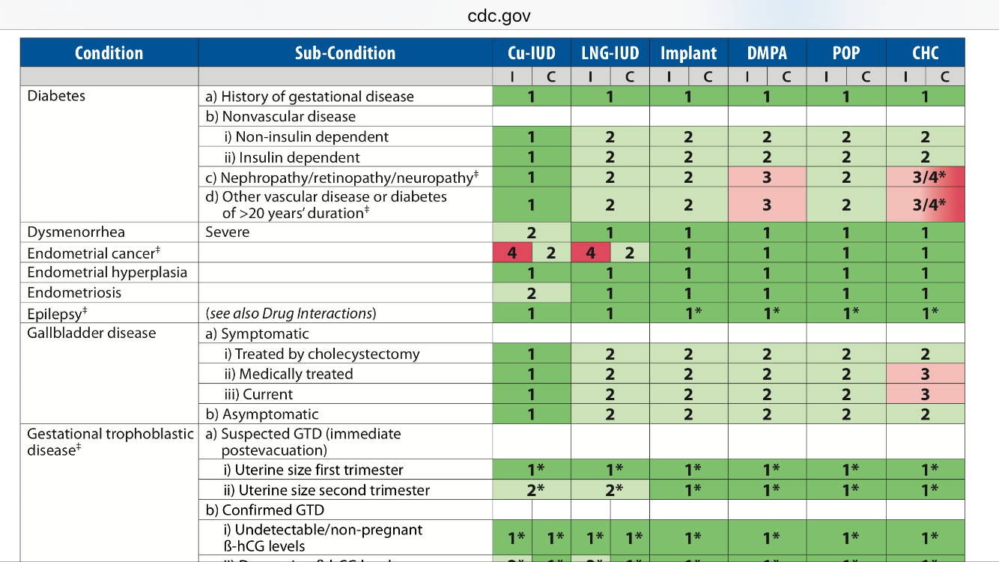 cdc.gov
Condition Sub-Condition Cu-IUD LNG-IUD Implant DMPA POP CHC
I C I C I C I C I C I C
Diabetes a) History of gestational disease 1 1 1 1 1 1
b) Nonvascular disease
i) Non-insulin dependent 1 2 2 2 2 2
ii) Insulin dependent 1 2 2 2 2 2
c) Nephropathy/retinopathy/neuropathy‡ 1 2 2 3 2 3/4*
d) Other vascular disease or diabetes
of >20 years' duration‡ 1 2 2 3 2 3/4*
Dysmenorrhea Severe 2 1 1 1 1 1
Endometrial cancer‡ 4 2 4 2 1 1 1 1
Endometrial hyperplasia 1 1 1 1 1 1
Endometriosis 2 1 1 1 1 1
Epilepsy‡ (see also Drug Interactions) 1 1 1* 1* 1* 1*
Gallbladder disease a) Symptomatic
i) Treated by cholecystectomy 1 2 2 2 2 2
ii) Medically treated 1 2 2 2 2 3
iii) Current 1 2 2 2 2 3
b) Asymptomatic 1 2 2 2 2 2
Gestational trophoblastic a) Suspected GTD (immediate
disease‡ postevacuation)
i) Uterine size first trimester 1* 1* 1* 1* 1* 1*
ii) Uterine size second trimester 2* 2* 1* 1* 1* 1*
b) Confirmed GTD
i) Undetectable/non-pregnant
ß-hCG levels 1* 1* 1* 1* 1* 1* 1* 1*